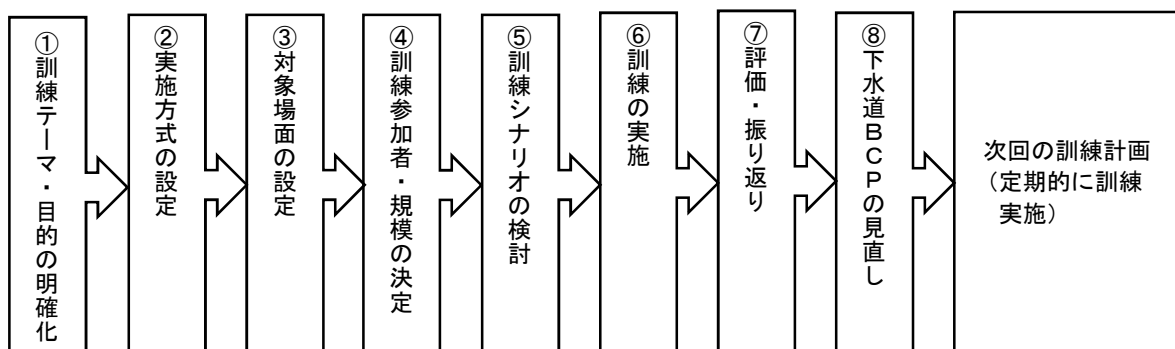 ①訓練テーマ・目的の明確化
②実施方式の設定
③対象場面の設定
④訓練参加者・規模の決定
⑤訓練シナリオの検討
⑥訓練の実施
⑦評価・振り返り
⑧下水道ＢＣＰの見直し
次回の訓練計画
（定期的に訓練
実施）